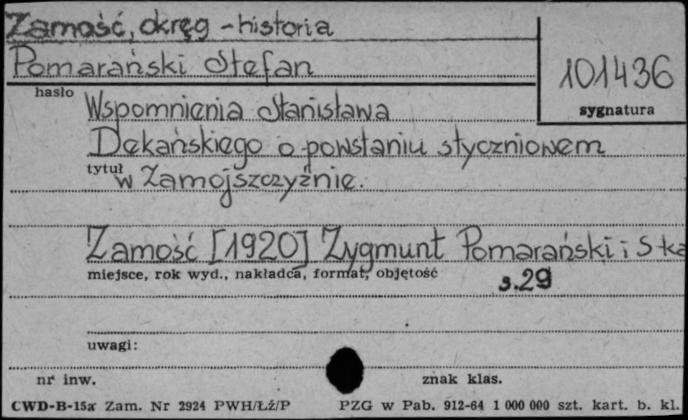 Zamość, okręg - historia
Pomarański Stefan
101436
hasło
sygnatura
Wspomnienia Stanisława
Dekańskiego o powstaniu styczniowem
tytuł
w Zamojszczyźnie.
Zamość [1920] Zygmunt Pomarański i Ska
miejsce, rok wyd., nakładca, format, objętość
s.29
uwagi:
nr inw.
znak klas.
CWD-B-15a Zam. Nr 2924 PWH/Łź/P PZG w Pab. 912-64 1 000 000 szt. kart. b. kl.